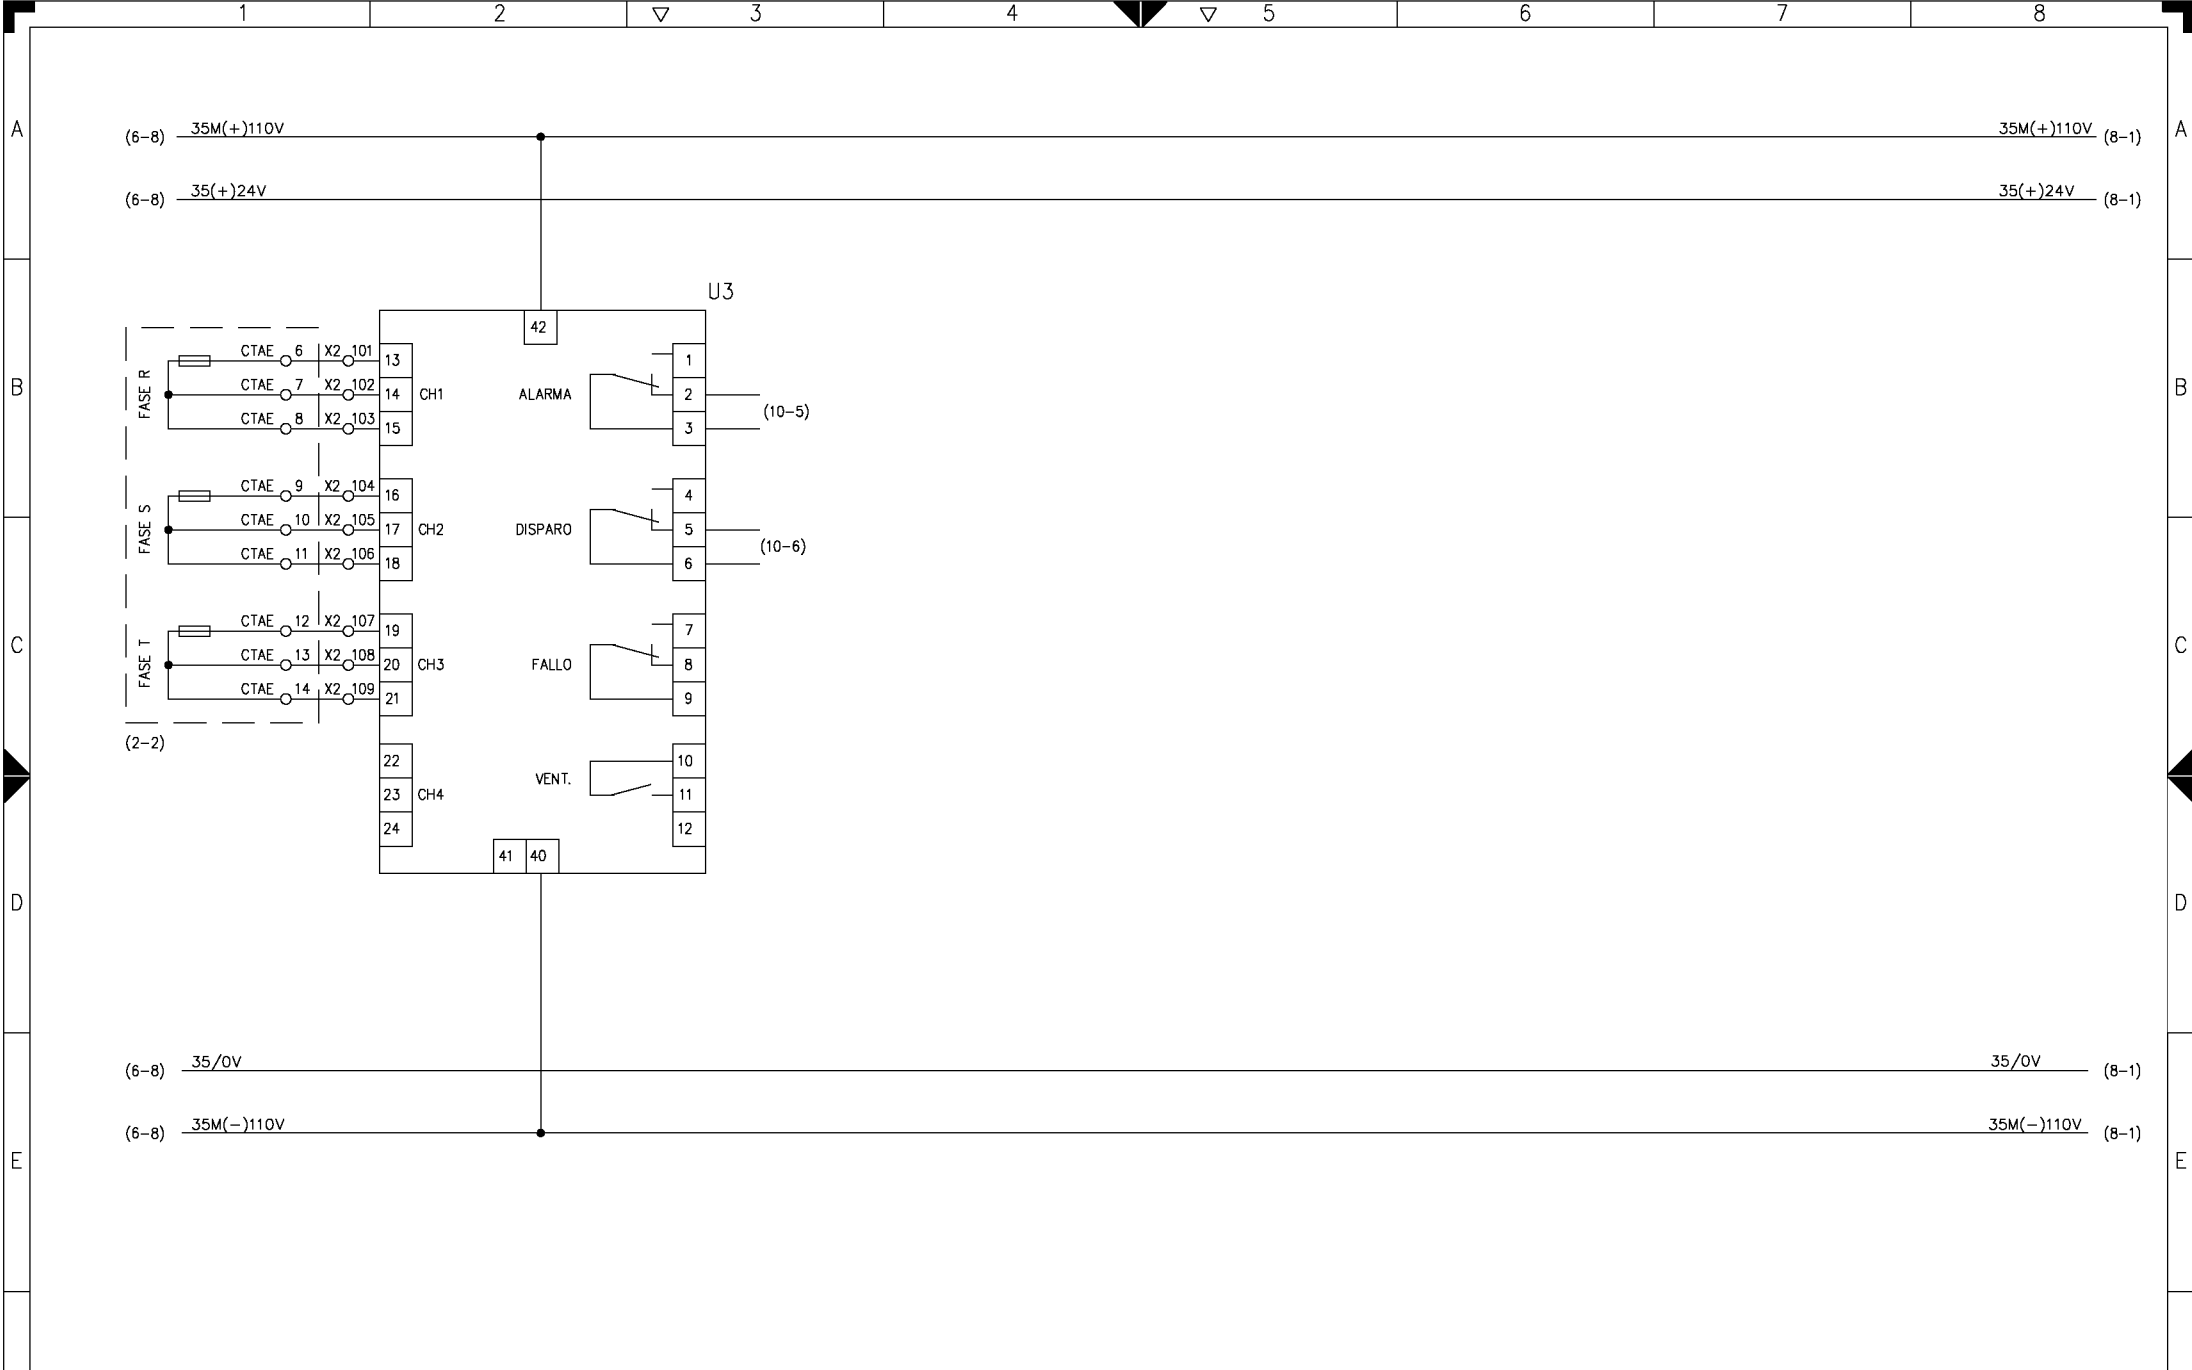 1 2 3 4 5 6 7 8
A 35M(+)110V 35M(+)110V A
(6-8) (8-1)
35(+)24V 35(+)24V
(6-8) (8-1)
U3
42
CTAE 6 X2 101 13 1
B FASE R CTAE 7 X2 102 14 CH1 ALARMA 2 B
(10-5)
CTAE 8 X2 103 15 3
CTAE 9 X2 104 16 4
FASE S CTAE 10 X2 105 17 CH2 DISPARO 5
(10-6)
CTAE 11 X2 106 18 6
CTAE 12 X2 107 19 7
C C
FASE T CTAE 13 X2 108 20 CH3 FALLO 8
CTAE 14 X2 109 21 9
(2-2)
22 10
VENT.
23 CH4 11
24 12
41 40
D D
35/0V 35/0V
(6-8) (8-1)
35M(-)110V 35M(-)110V
(6-8) (8-1)
E E